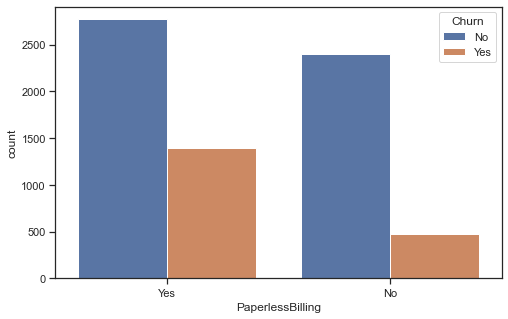 Churn
No
Yes
2500
2000
1500
1000
500
0
count
Yes
No
PaperlessBilling